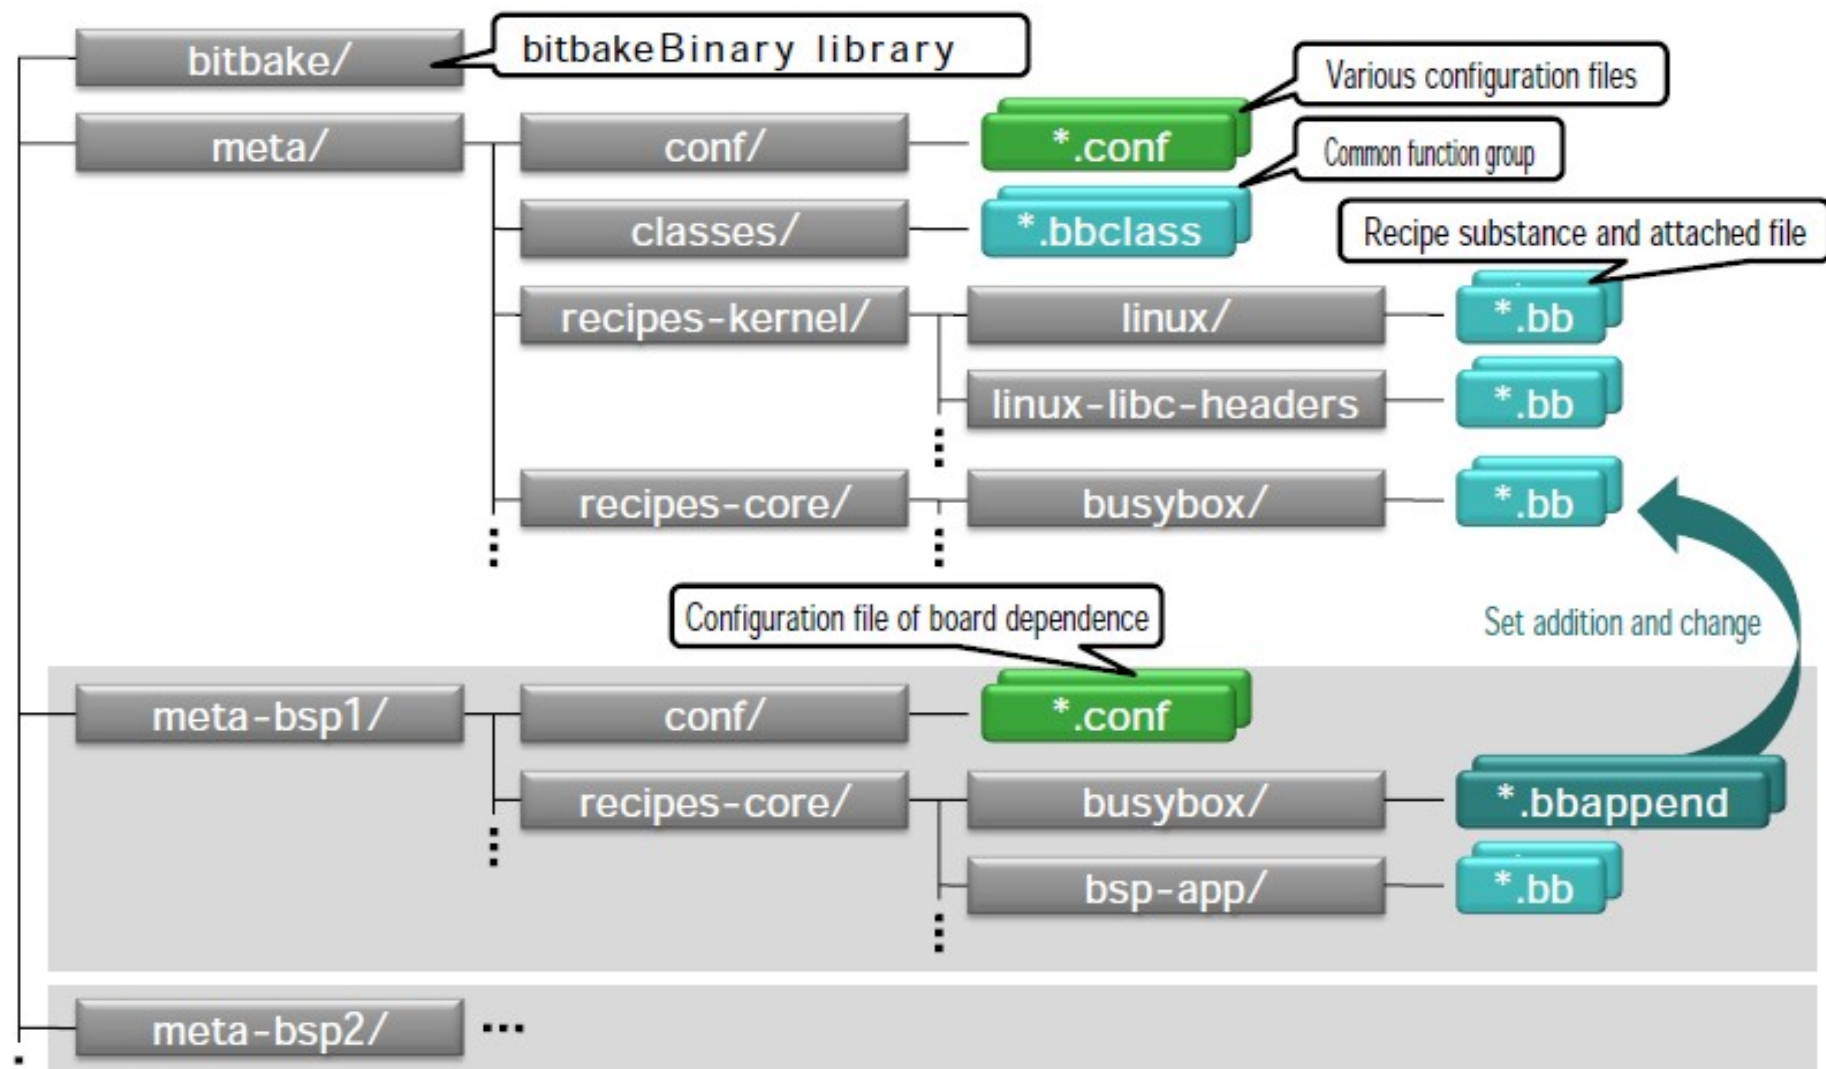 bitbake/
bitbakeBinary library
Various configuration files
meta/
conf/
*.conf
Common function group
classes/
*.bbclass
Recipe substance and attached file
recipes-kernel/
linux/
*.bb
linux-libc-headers
*.bb
recipes-core/
busybox/
*.bb
Configuration file of board dependence
Set addition and change
meta-bsp1/
conf/
*.conf
recipes-core/
busybox/
*.bbappend
bsp-app/
*.bb
meta-bsp2/
...